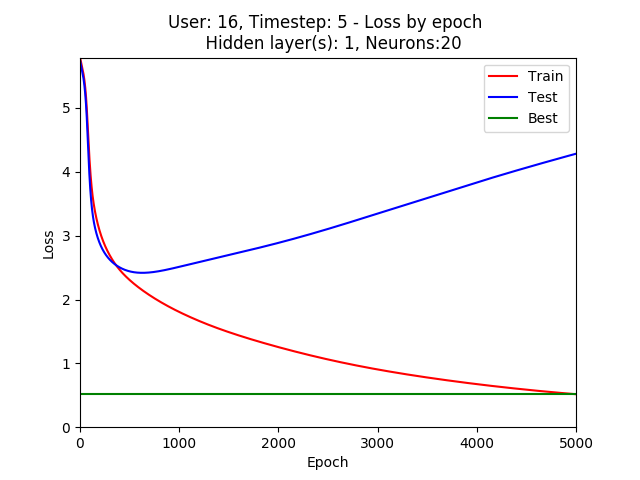 User: 16, Timestep: 5 - Loss by epoch
Hidden layer(s): 1, Neurons:20
Train
Test
Best
Loss
5
4
3
2
1
0
0 1000 2000 3000 4000 5000
Epoch